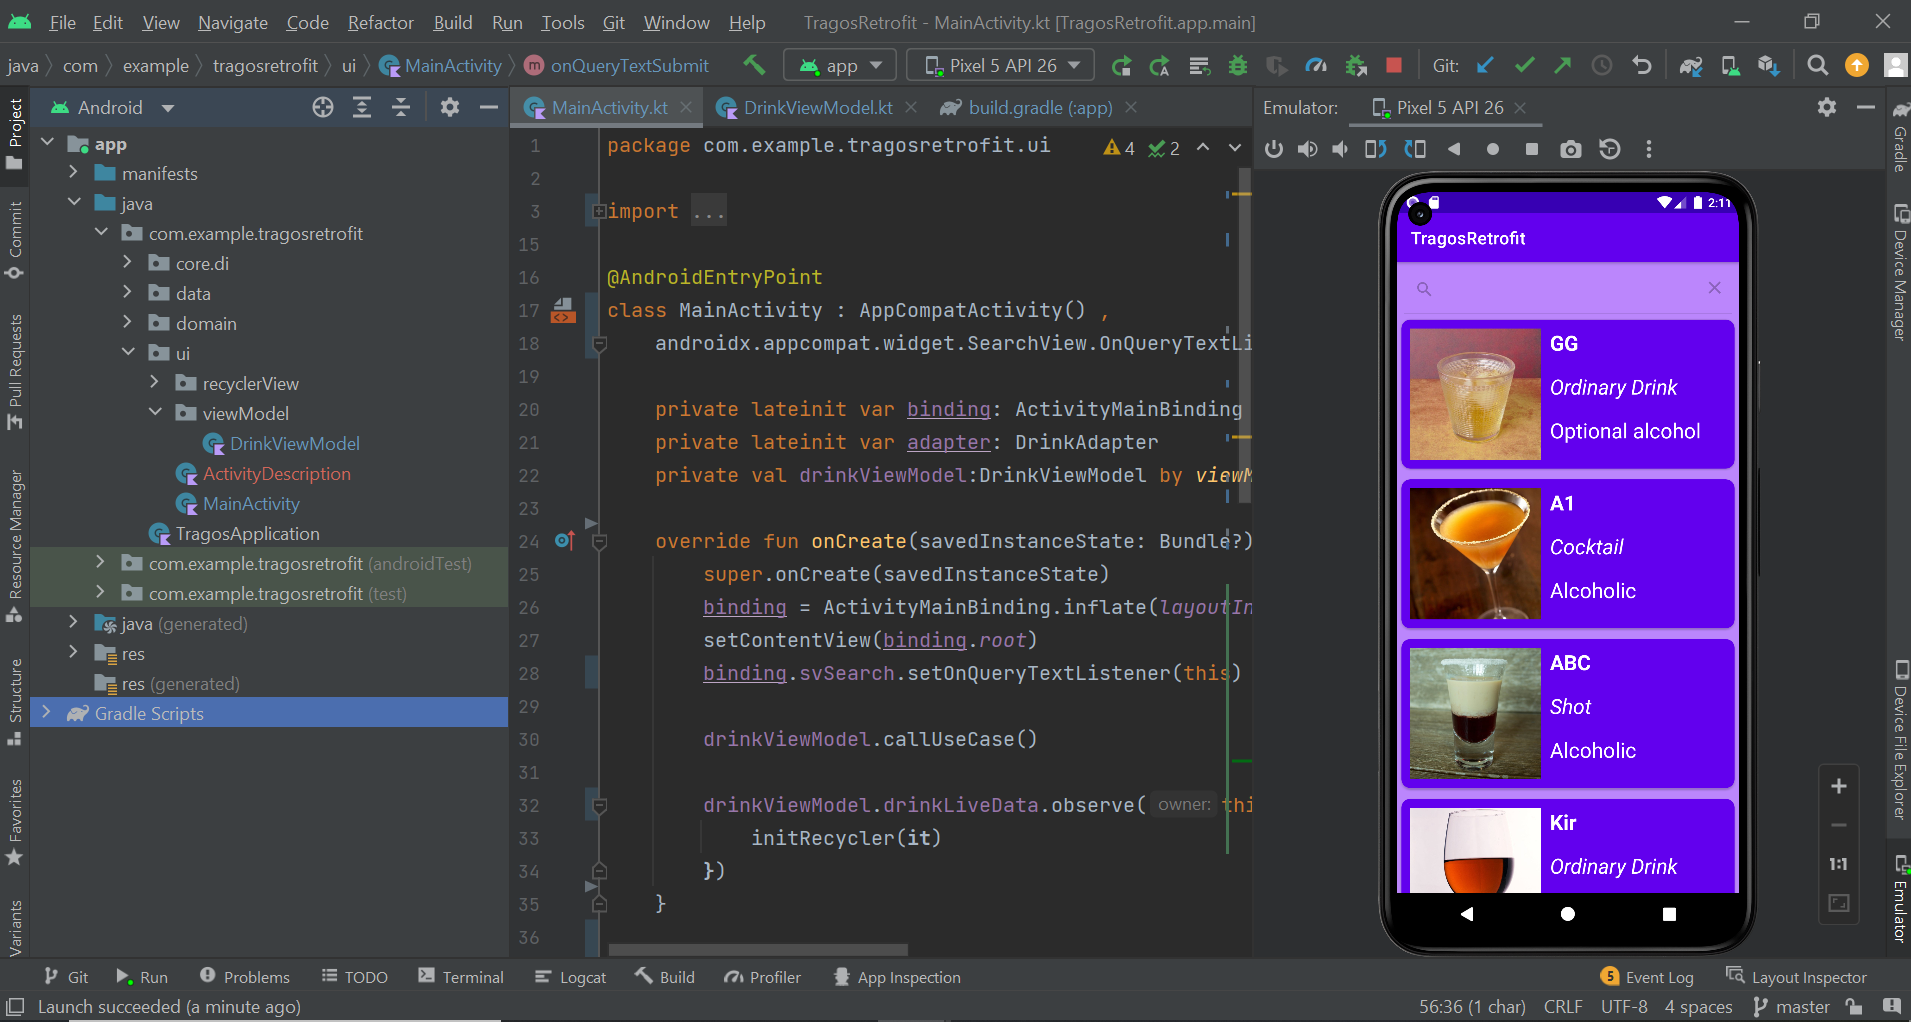 File Edit View Navigate Code Refactor Build Run Tools Git Window Help TragosRetrofit - MainActivity.kt [TragosRetrofit.app.main]
java com example tragosretrofit ui MainActivity m onQueryTextSubmit app Pixel 5 API 26 Git:
Project
Commit
Pull Requests
Resource Manager
Structure
Favorites
Variants
Android
app
manifests
java
com.example.tragosretrofit
core.di
data
domain
ui
recyclerView
viewModel
DrinkViewModel
ActivityDescription
MainActivity
TragosApplication
com.example.tragosretrofit (androidTest)
com.example.tragosretrofit (test)
java (generated)
res
res (generated)
Gradle Scripts
MainActivity.kt DrinkViewModel.kt build.gradle (:app)
4 2
1 package com.example.tragosretrofit.ui
2
3 import ...
15
16 @AndroidEntryPoint
17 class MainActivity : AppCompatActivity() ,
18 androidx.appcompat.widget.SearchView.OnQueryTextLi
19
20 private lateinit var binding: ActivityMainBinding
21 private lateinit var adapter: DrinkAdapter
22 private val drinkViewModel:DrinkViewModel by viewM
23
24 override fun onCreate(savedInstanceState: Bundle?)
25 super.onCreate(savedInstanceState)
26 binding = ActivityMainBinding.inflate(layoutIn
27 setContentView(binding.root)
28 binding.svSearch.setOnQueryTextListener(this)
29
30 drinkViewModel.callUseCase()
31
32 drinkViewModel.drinkLiveData.observe( owner: thi
33 initRecycler(it)
34 })
35 }
36
Emulator: Pixel 5 API 26
2:11
TragosRetrofit
GG
Ordinary Drink
Optional alcohol
A1
Cocktail
Alcoholic
ABC
Shot
Alcoholic
Kir
Ordinary Drink
1:1
Gradle
Device Manager
Device File Explorer
Emulator
Git Run Problems TODO Terminal Logcat Build Profiler App Inspection 5 Event Log Layout Inspector
Launch succeeded (a minute ago) 56:36 (1 char) CRLF UTF-8 4 spaces master